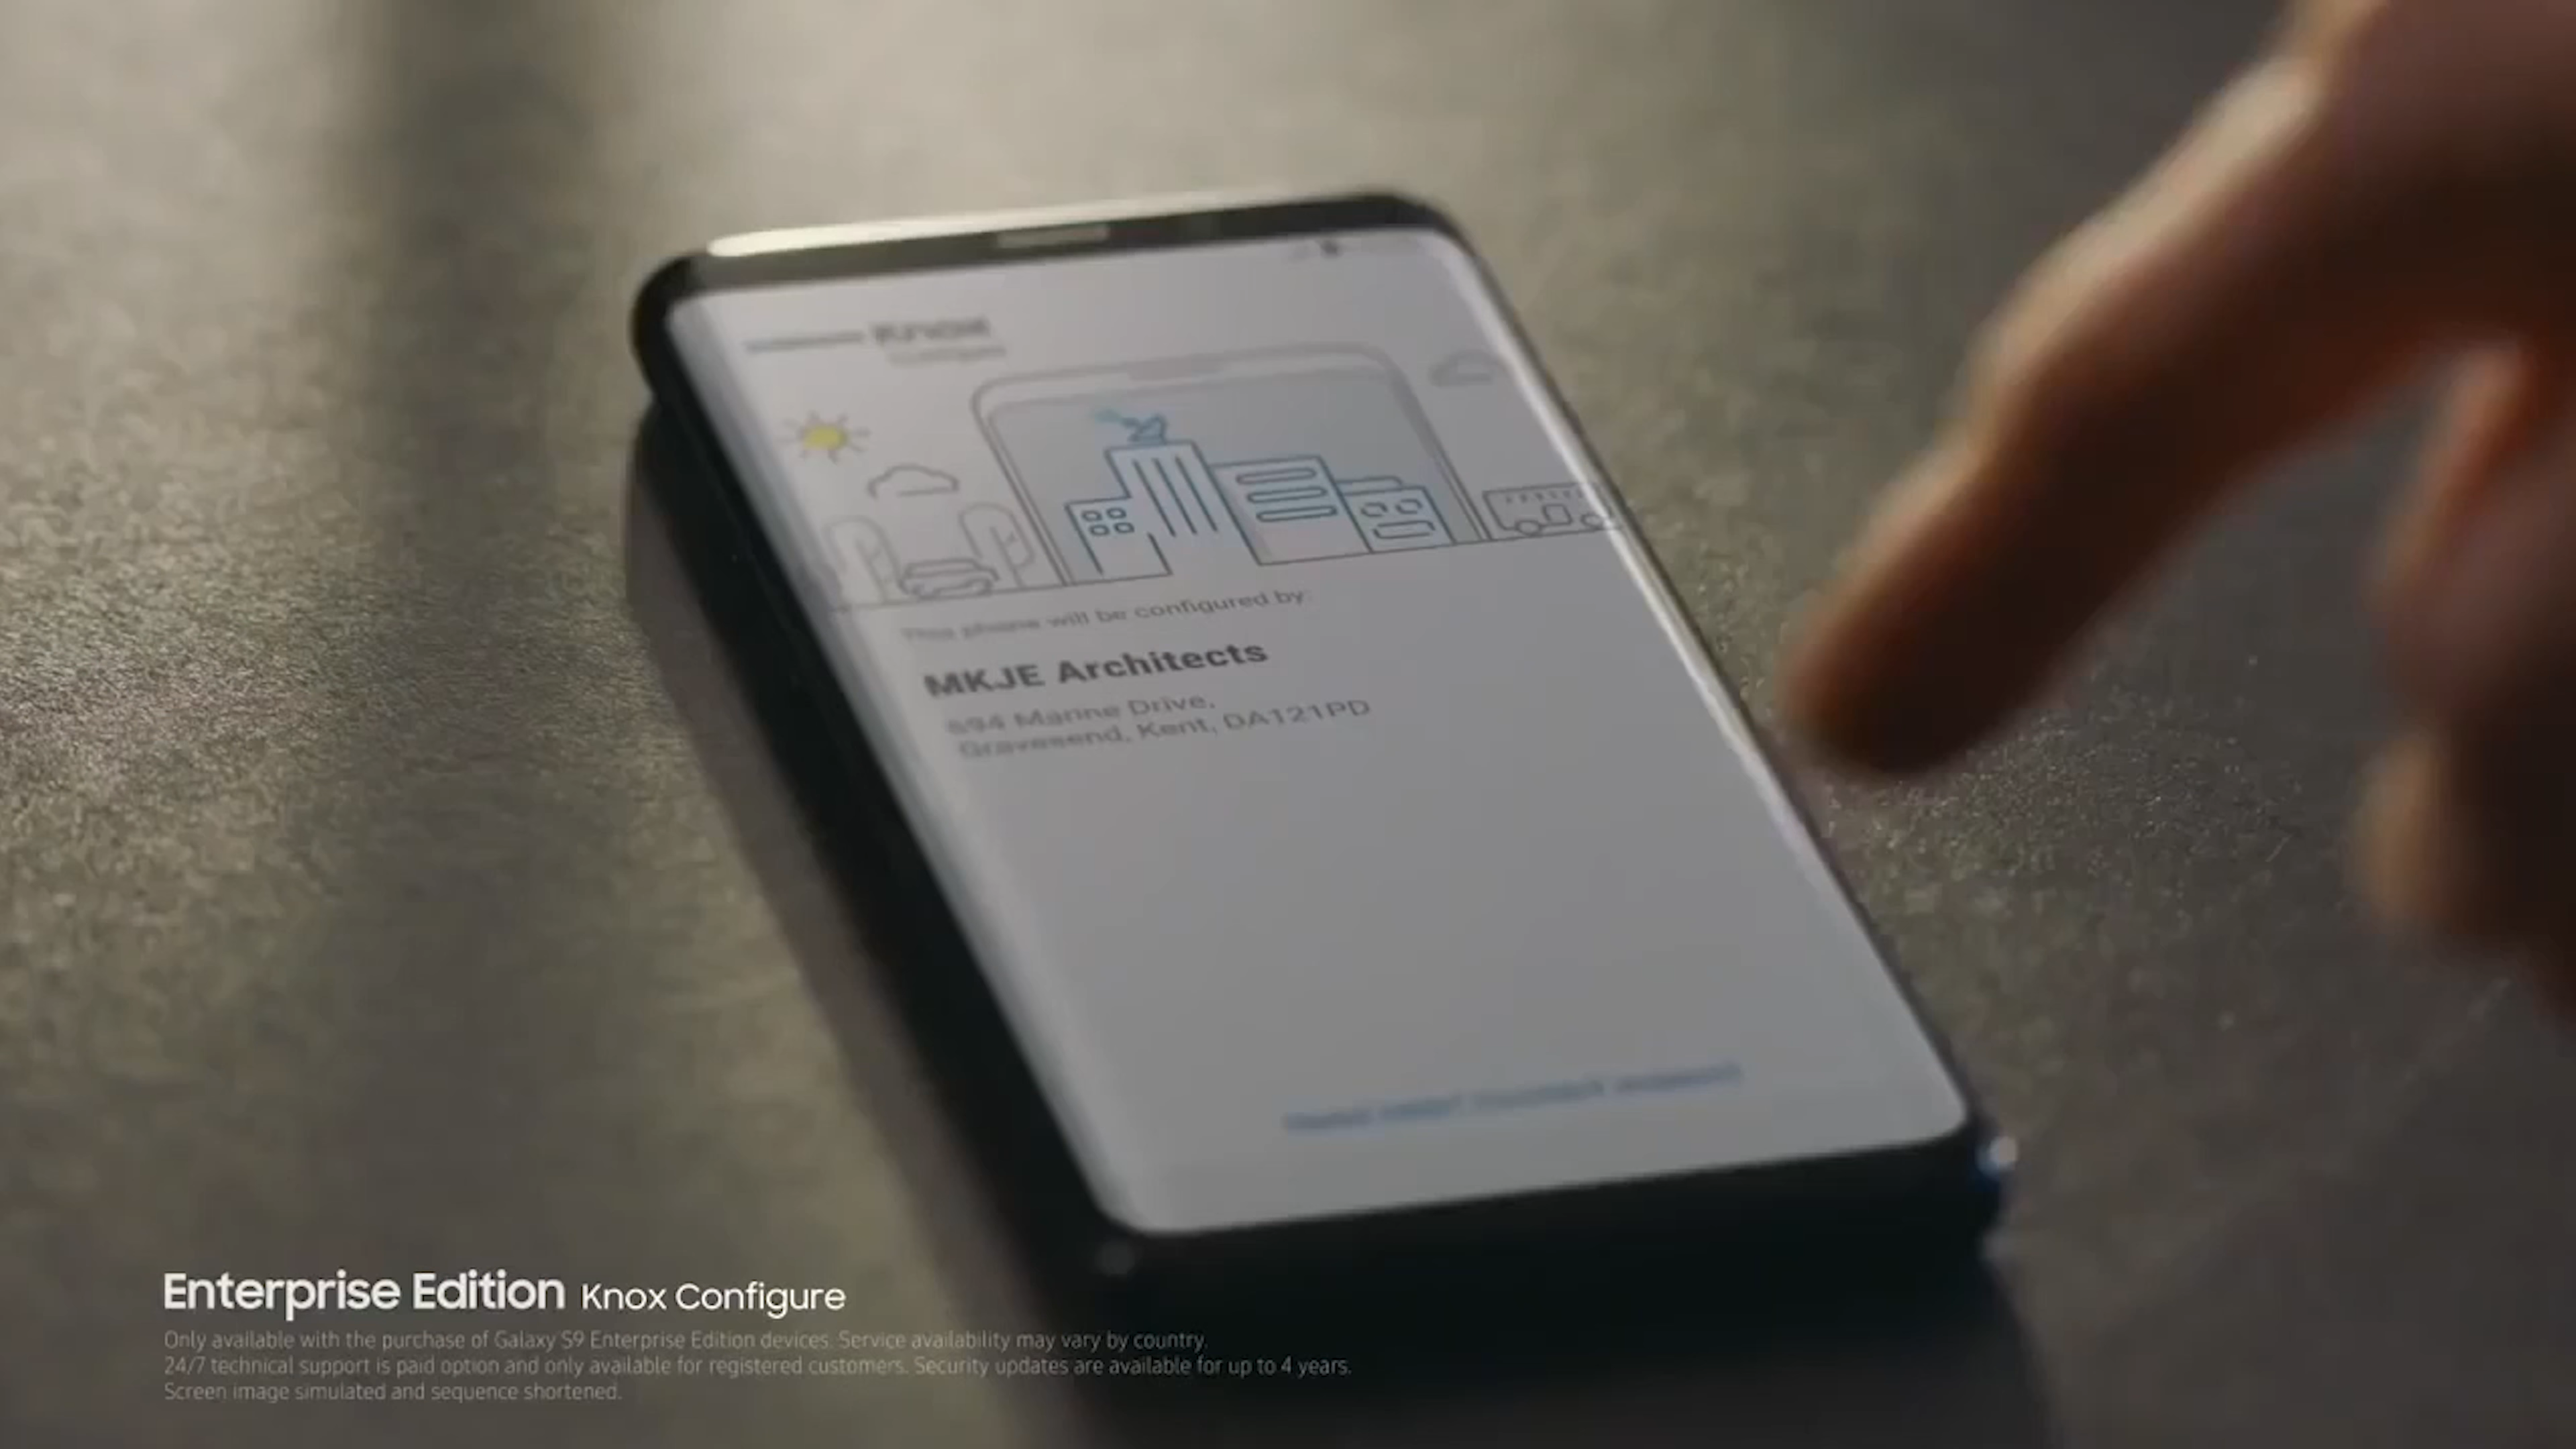 Knox
This phone will be configured by:
MKJE Architects
694 Marine Drive,
Gravesend, Kent, DA121PD
Enterprise Edition Knox Configure
Only available with the purchase of Galaxy S9 Enterprise Edition devices. Service availability may vary by country.
24/7 technical support is paid option and only available for registered customers. Security updates are available for up to 4 years.
Screen image simulated and sequence shortened.